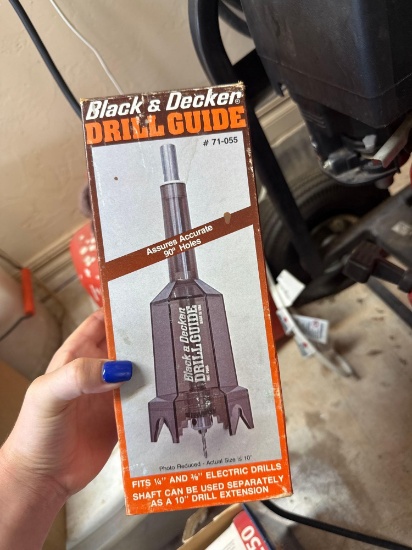 Black & Decker®
DRILL GUIDE
# 71-055
Assures Accurate
90° Holes
Black & Decker
DRILL GUIDE
Photo Reduced - Actual Size is 10"
FITS ¼" AND ⅜" ELECTRIC DRILLS
SHAFT CAN BE USED SEPARATELY
AS A 10" DRILL EXTENSION